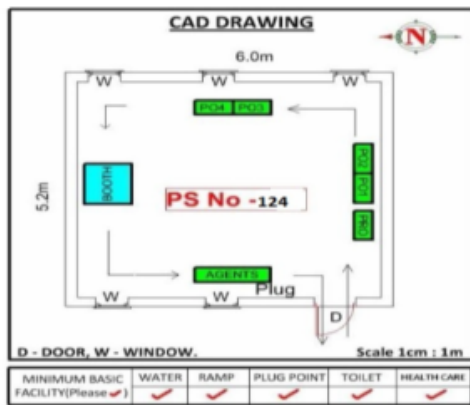 CAD DRAWING
N
6.0m
W W W
PO4 PO3
5.2m
BOOTH
PO2
PO1
PRO
PS No -124
AGENTS
Plug
W W
D
D - DOOR, W - WINDOW.
Scale 1cm : 1m
MINIMUM BASIC FACILITY(Please ✔)
WATER
RAMP
PLUG POINT
TOILET
HEALTH CARE
✔ ✔ ✔ ✔ ✔